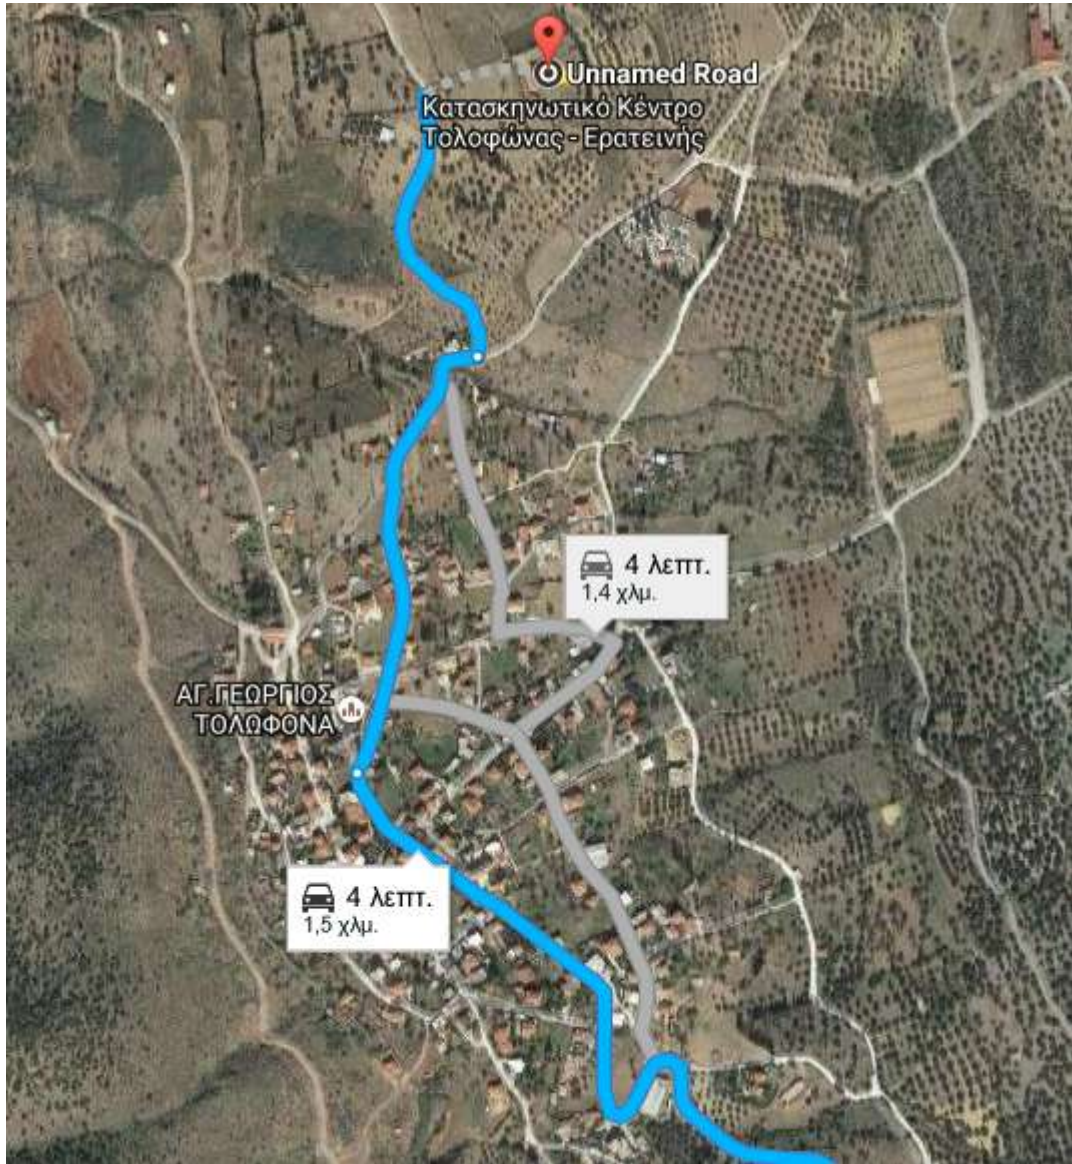 Unnamed Road
Κατασκηνωτικό Κέντρο
Τολοφώνας - Ερατεινής
4 λεπτ.
1,4 χλμ.
ΑΓ.ΓΕΩΡΓΙΟΣ
ΤΟΛΩΦΟΝΑ
4 λεπτ.
1,5 χλμ.